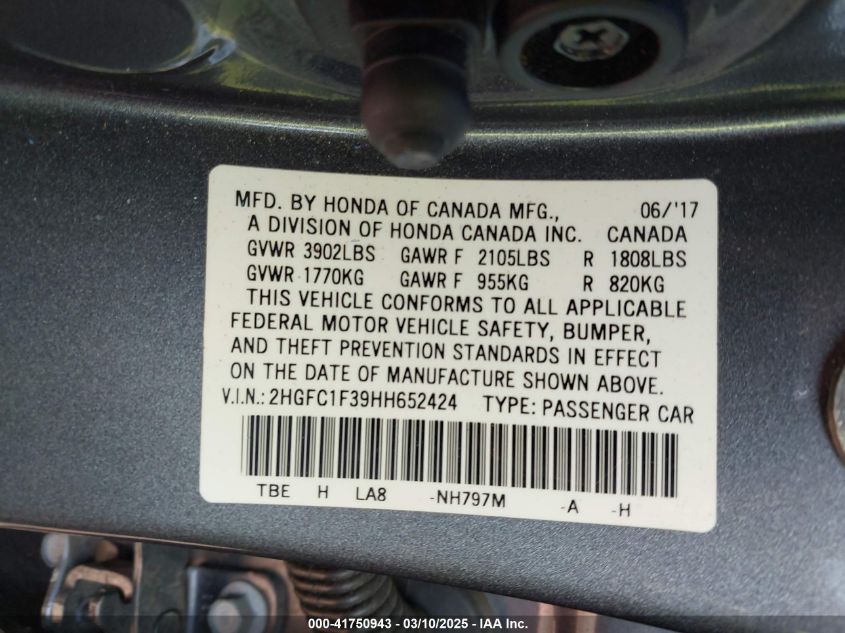 MFD. BY HONDA OF CANADA MFG., 06/'17
A DIVISION OF HONDA CANADA INC. CANADA
GVWR 3902LBS GAWR F 2105LBS R 1808LBS
GVWR 1770KG GAWR F 955KG R 820KG
THIS VEHICLE CONFORMS TO ALL APPLICABLE
FEDERAL MOTOR VEHICLE SAFETY, BUMPER,
AND THEFT PREVENTION STANDARDS IN EFFECT
ON THE DATE OF MANUFACTURE SHOWN ABOVE.
V.I.N.: 2HGFC1F39HH652424 TYPE: PASSENGER CAR
TBE H LA8 -NH797M -A -H
000-41750943 - 03/10/2025 - IAA Inc.